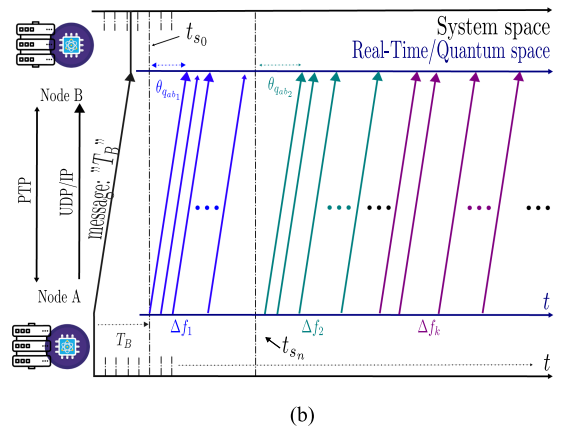 System space
t_{s_0}
Real-Time/Quantum space
θ_{q_{ab_1}}
θ_{q_{ab_2}}
Node B
PTP
UDP/IP
message: "T_B"
...
...
...
...
...
Node A
t
T_B
Δf_1
Δf_2
Δf_k
t_{s_n}
t
(b)